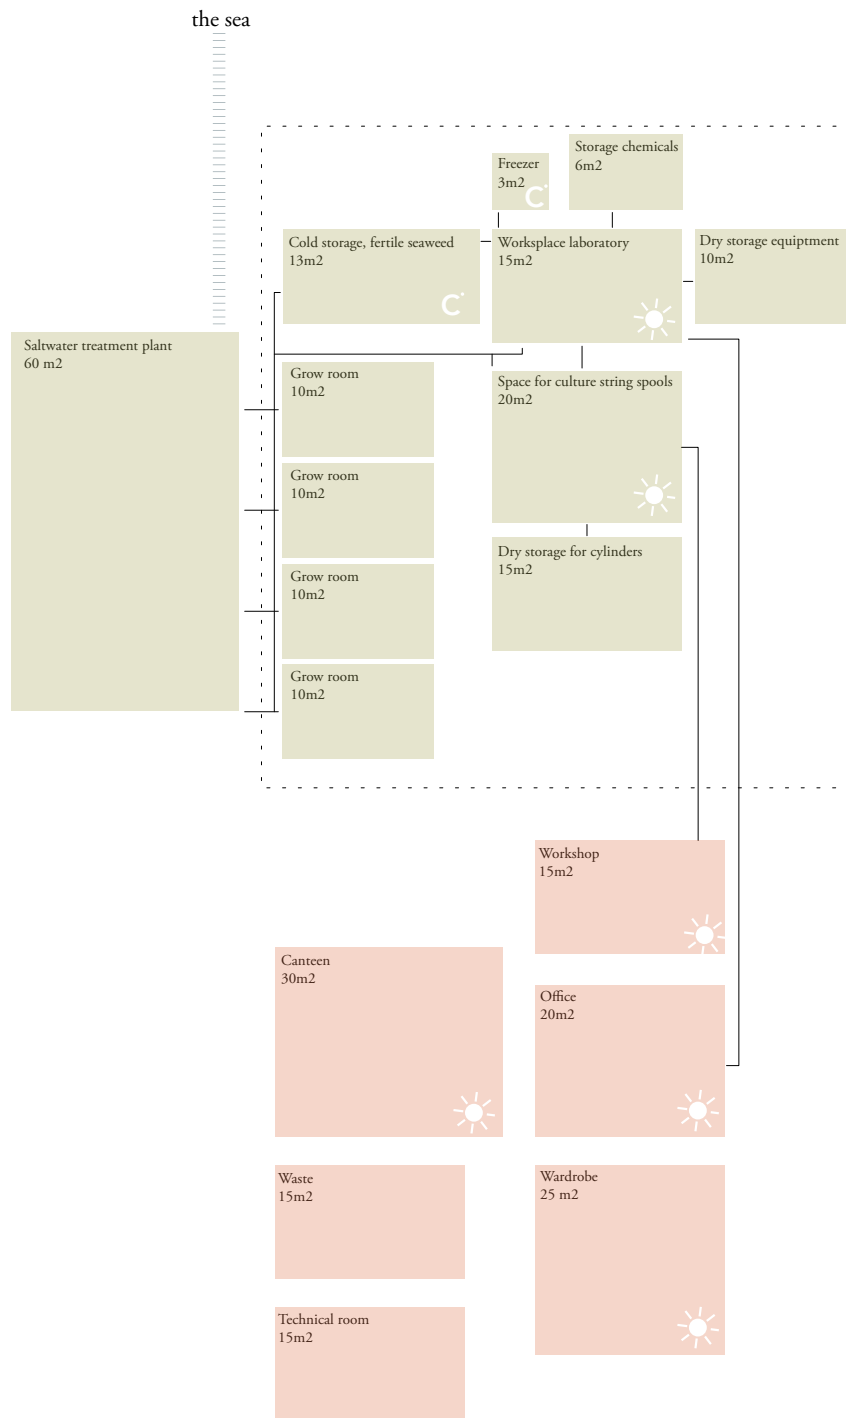 the sea
Freezer
3m2
C°
Storage chemicals
6m2
Cold storage, fertile seaweed
13m2
C°
Worksplace laboratory
15m2
Dry storage equiptment
10m2
Saltwater treatment plant
60 m2
Grow room
10m2
Space for culture string spools
20m2
Grow room
10m2
Dry storage for cylinders
15m2
Grow room
10m2
Grow room
10m2
Workshop
15m2
Canteen
30m2
Office
20m2
Waste
15m2
Wardrobe
25 m2
Technical room
15m2